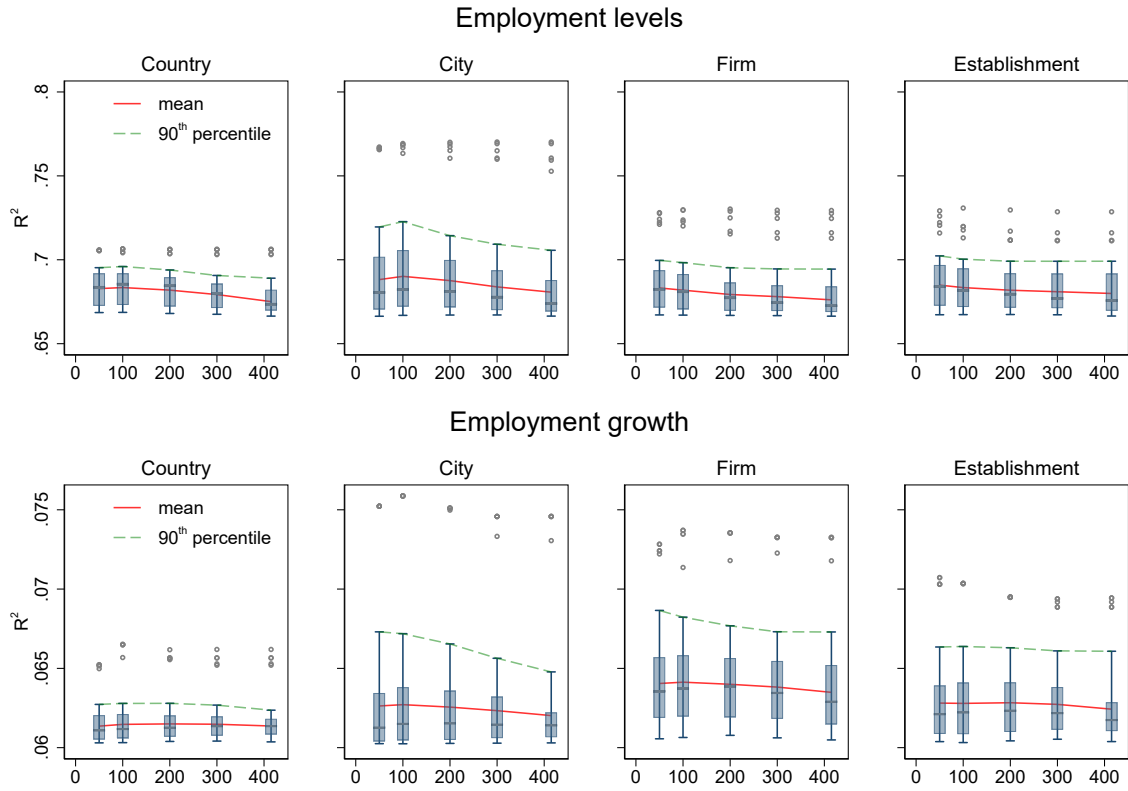 Employment levels
Country City Firm Establishment
mean
90th percentile
R2
.8
.75
.7
.65
0 100 200 300 400 0 100 200 300 400 0 100 200 300 400 0 100 200 300 400
Employment growth
Country City Firm Establishment
mean
90th percentile
R2
.075
.07
.065
.06
0 100 200 300 400 0 100 200 300 400 0 100 200 300 400 0 100 200 300 400